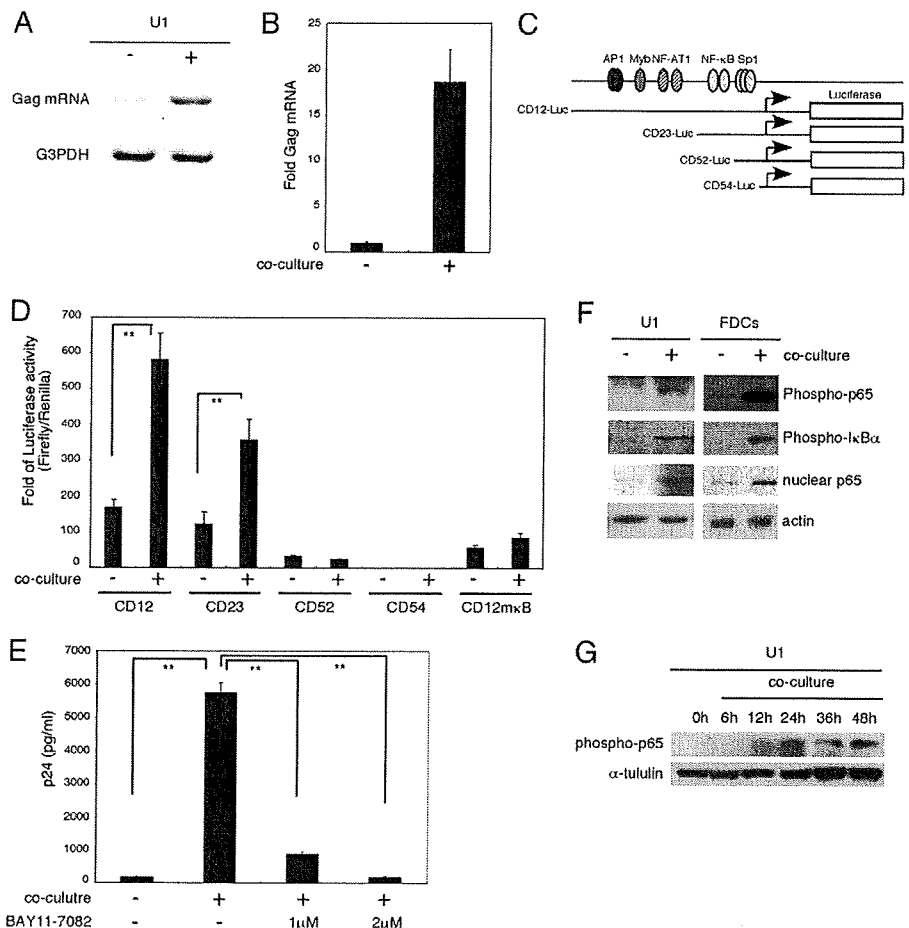 A
U1
- +
Gag mRNA
G3PDH
B
Fold Gag mRNA
25
20
15
10
5
0
co-culture - +
C
AP1 Myb NF-AT1 NF-κB Sp1
Luciferase
CD12-Luc
CD23-Luc
CD52-Luc
CD54-Luc
D
Fold of Luciferase activity
(Firefly/Renilla)
700
600
500
400
300
200
100
0
**
**
co-culture - + - + - + - + - +
CD12 CD23 CD52 CD54 CD12mκB
E
p24 (pg/ml)
7000
6000
5000
4000
3000
2000
1000
0
** ** **
co-culutre - + + +
BAY11-7082 - - 1μM 2μM
F
U1 FDCs
- + - + co-culture
Phospho-p65
Phospho-IκBα
nuclear p65
actin
G
U1
co-culture
0h 6h 12h 24h 36h 48h
phospho-p65
α-tululin